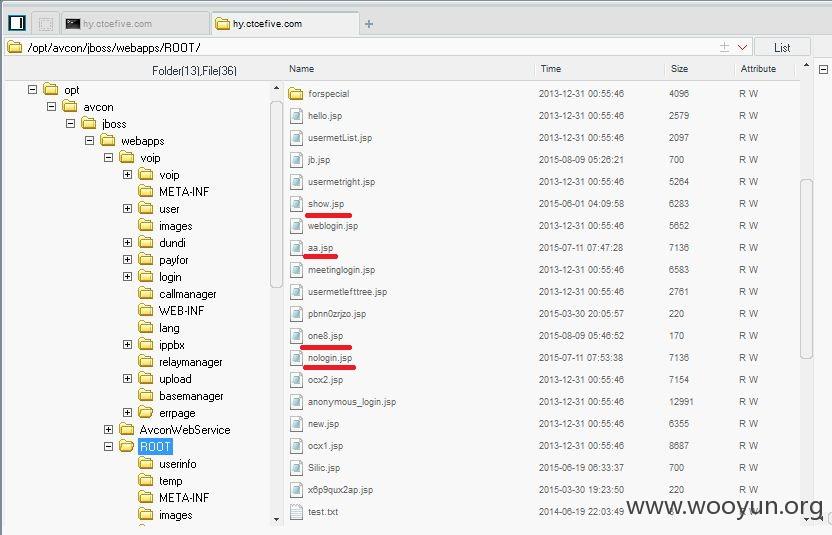 hy.ctcefive.com
hy.ctcefive.com
/opt/avcon/jboss/webapps/ROOT/
List
Folder(13),File(36)
Name Time Size Attribute
opt
avcon
jboss
webapps
voip
voip
META-INF
user
images
dundi
payfor
login
callmanager
WEB-INF
lang
ippbx
relaymanager
upload
basemanager
errpage
AvconWebService
ROOT
userinfo
temp
META-INF
images
forspecial 2013-12-31 00:55:46 4096 R W
hello.jsp 2013-12-31 00:55:46 2579 R W
usermetList.jsp 2013-12-31 00:55:46 2097 R W
jb.jsp 2015-08-09 05:26:21 700 R W
usermetright.jsp 2013-12-31 00:55:46 5264 R W
show.jsp 2015-06-01 04:09:58 6283 R W
weblogin.jsp 2013-12-31 00:55:46 5652 R W
aa.jsp 2015-07-11 07:47:28 7136 R W
meetinglogin.jsp 2013-12-31 00:55:46 6583 R W
usermetlefttree.jsp 2013-12-31 00:55:46 2761 R W
pbnn0zrjzo.jsp 2015-03-30 20:05:57 220 R W
one8.jsp 2015-08-09 05:46:52 170 R W
nologin.jsp 2015-07-11 07:53:38 7136 R W
ocx2.jsp 2013-12-31 00:55:46 7154 R W
anonymous_login.jsp 2013-12-31 00:55:46 12991 R W
new.jsp 2013-12-31 00:55:46 6355 R W
ocx1.jsp 2013-12-31 00:55:46 8687 R W
Silic.jsp 2015-06-19 06:33:37 700 R W
x6p9qux2ap.jsp 2015-03-30 19:23:50 220 R W
test.txt 2014-06-19 22:03:49 R W
www.wooyun.org